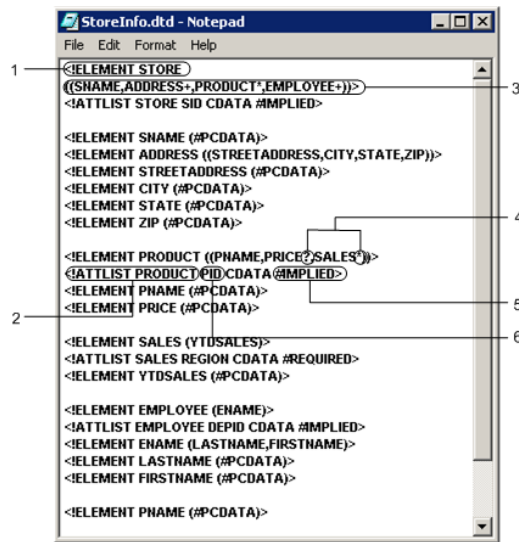 StoreInfo.dtd - Notepad
File Edit Format Help
1
<!ELEMENT STORE
((SNAME,ADDRESS+,PRODUCT*,EMPLOYEE+))>
3
<!ATTLIST STORE SID CDATA #IMPLIED>
<!ELEMENT SNAME (#PCDATA)>
<!ELEMENT ADDRESS ((STREETADDRESS,CITY,STATE,ZIP))>
<!ELEMENT STREETADDRESS (#PCDATA)>
<!ELEMENT CITY (#PCDATA)>
<!ELEMENT STATE (#PCDATA)>
4
<!ELEMENT ZIP (#PCDATA)>
<!ELEMENT PRODUCT ((PNAME,PRICE?,SALES*))>
<!ATTLIST PRODUCT PID CDATA #IMPLIED>
<!ELEMENT PNAME (#PCDATA)>
<!ELEMENT PRICE (#PCDATA)>
5
2
6
<!ELEMENT SALES (YTDSALES)>
<!ATTLIST SALES REGION CDATA #REQUIRED>
<!ELEMENT YTDSALES (#PCDATA)>
<!ELEMENT EMPLOYEE (ENAME)>
<!ATTLIST EMPLOYEE DEPID CDATA #IMPLIED>
<!ELEMENT ENAME (LASTNAME,FIRSTNAME)>
<!ELEMENT LASTNAME (#PCDATA)>
<!ELEMENT FIRSTNAME (#PCDATA)>
<!ELEMENT PNAME (#PCDATA)>